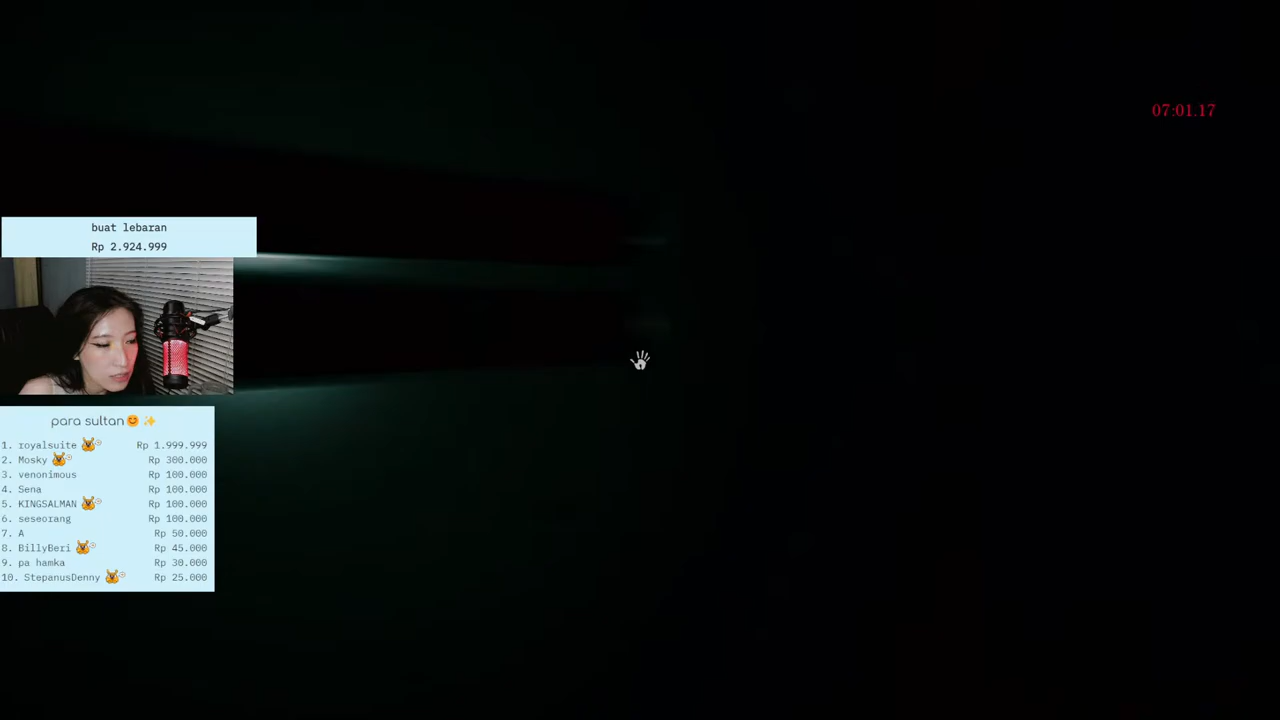 07:01.17
buat lebaran
Rp 2.924.999
para sultan😊✨
1. royalsuite Rp 1.999.999
2. Mosky Rp 300.000
3. venonimous Rp 100.000
4. Sena Rp 100.000
5. KINGSALMAN Rp 100.000
6. seseorang Rp 100.000
7. A Rp 50.000
8. BillyBeri Rp 45.000
9. pa hamka Rp 30.000
10. StepanusDenny Rp 25.000